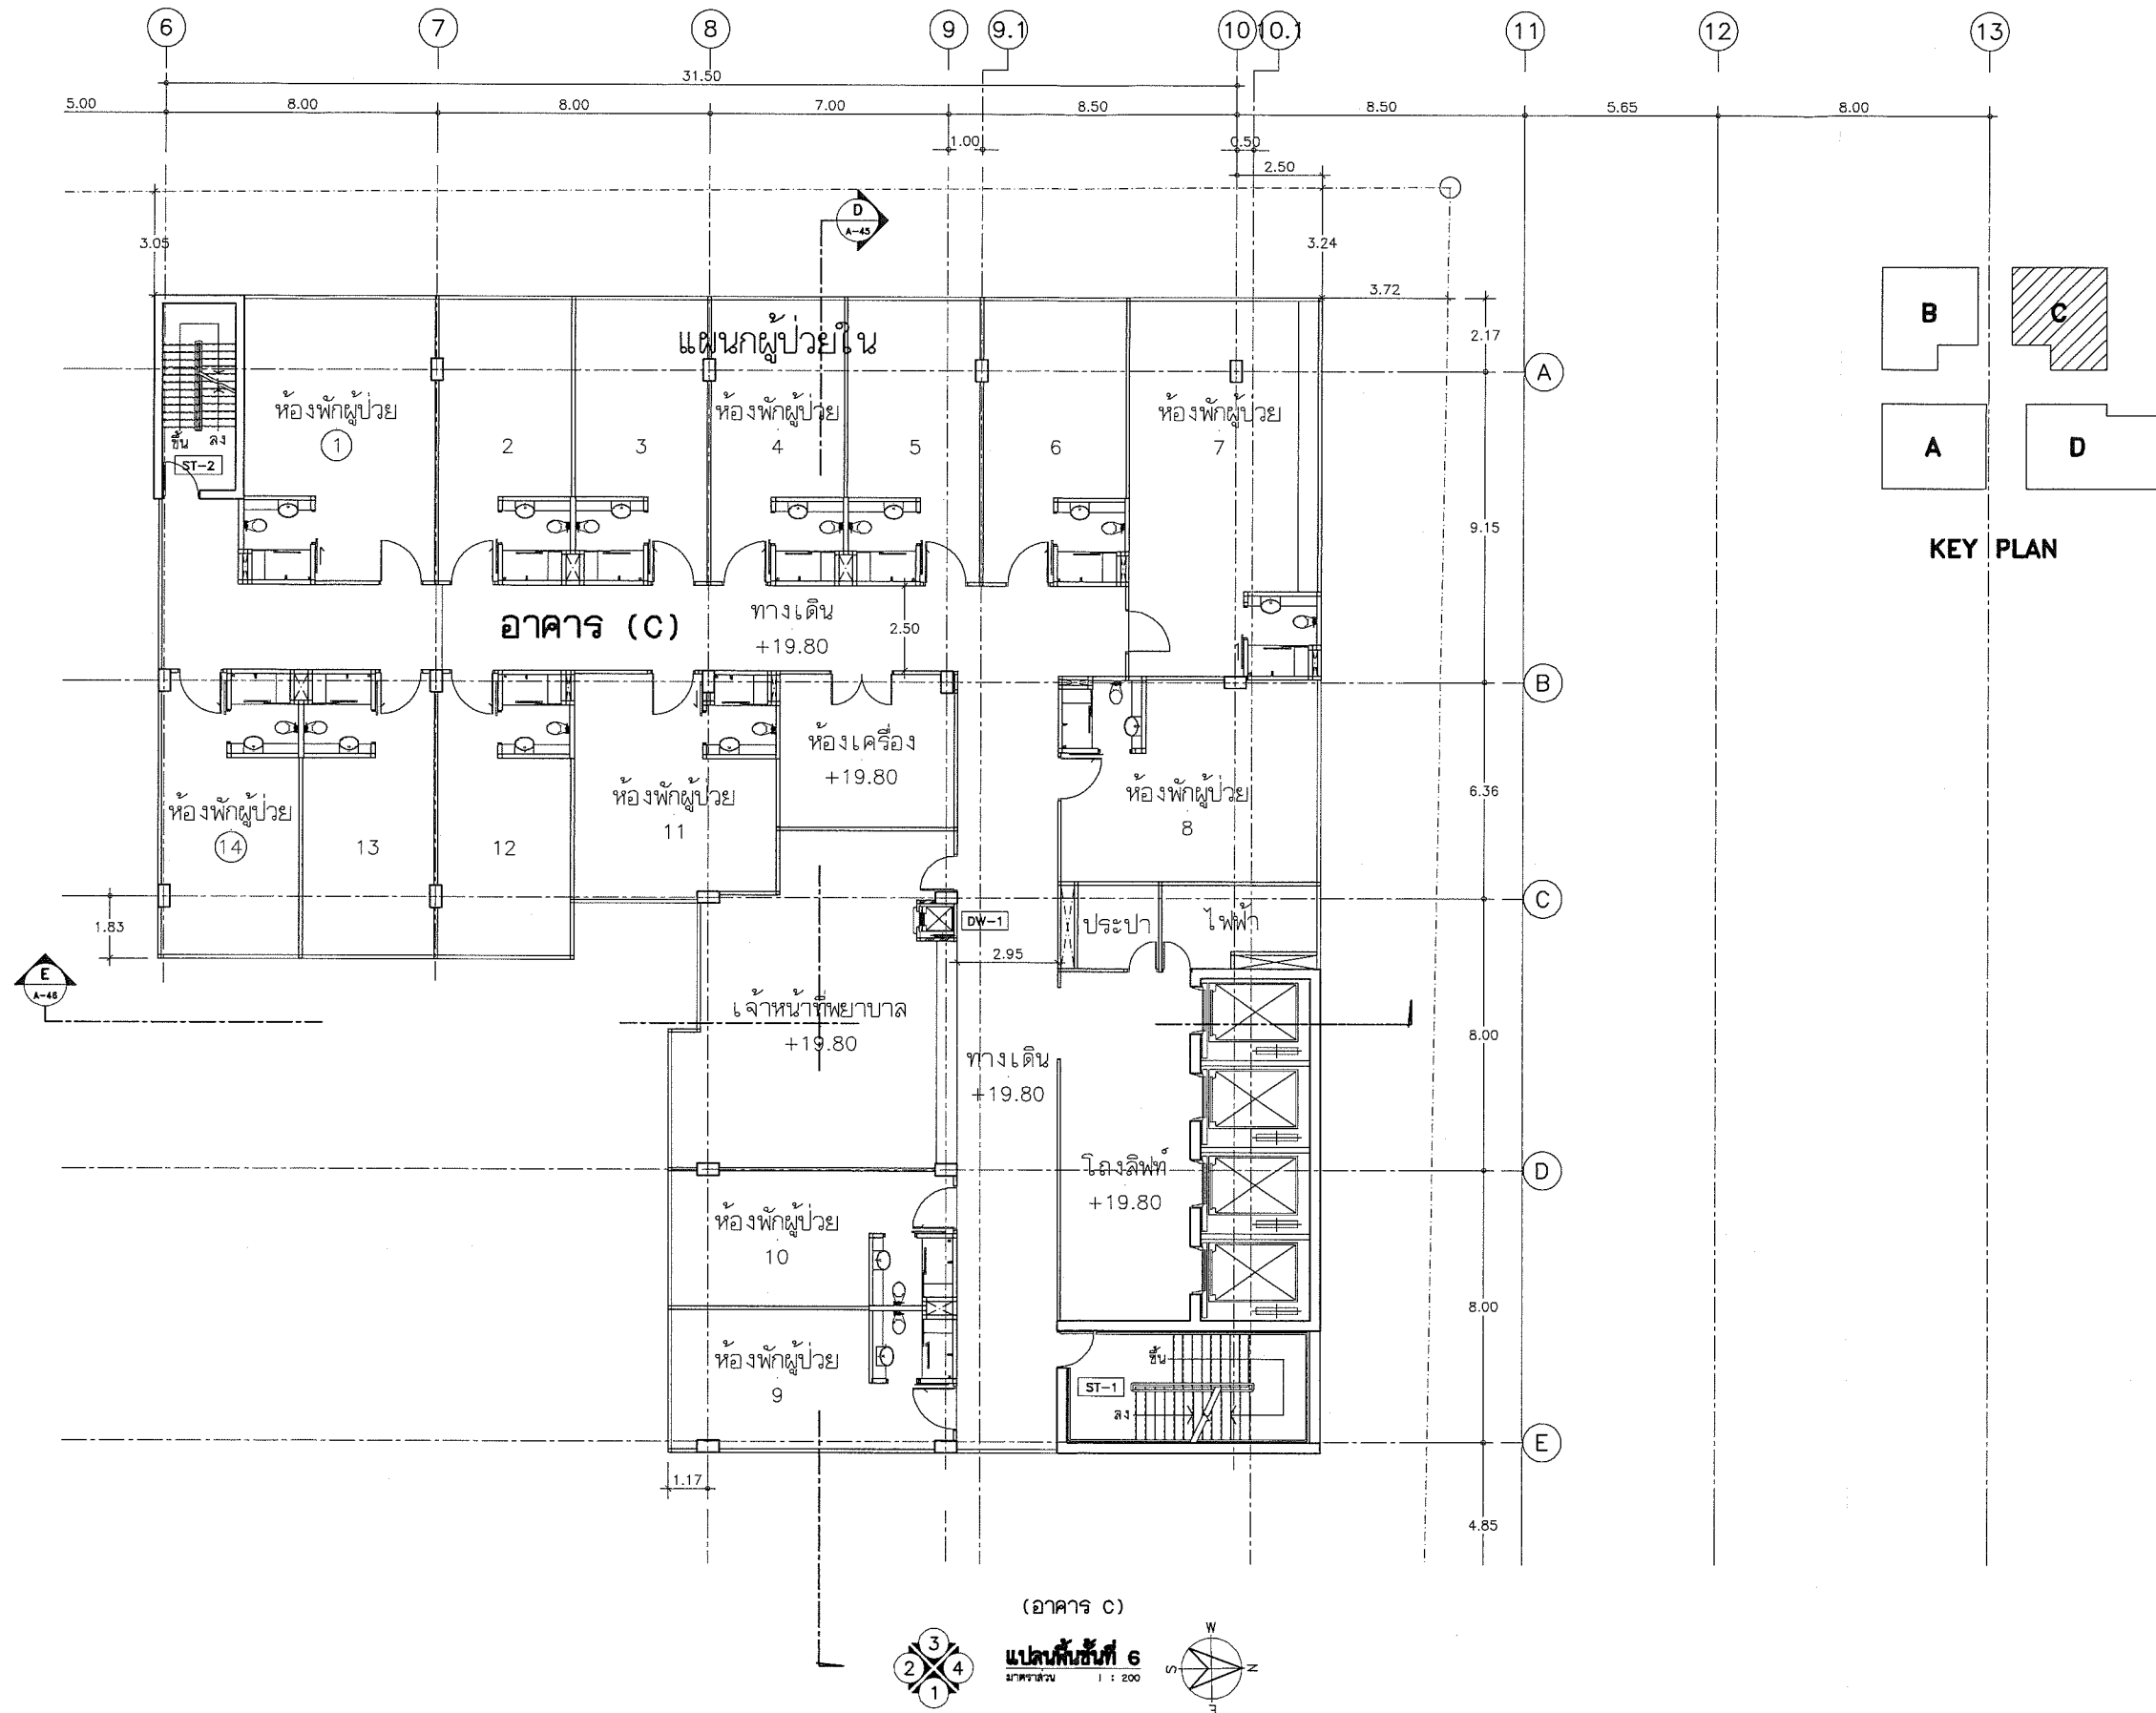 6 7 8 9 9.1 10 10.1 11 12 13
31.50
5.00 8.00 8.00 7.00 8.50 8.50 5.65 8.00
1.00 0.50
2.50
D
A-45
3.05 3.24
3.72
2.17
แผนกผู้ป่วยใน
A
B C
ห้องพักผู้ป่วย ห้องพักผู้ป่วย ห้องพักผู้ป่วย
1 2 3 4 5 6 7
ขึ้น ลง
ST-2
A D
9.15
KEY PLAN
อาคาร (C)
ทางเดิน
+19.80
2.50
B
ห้องเครื่อง
+19.80
ห้องพักผู้ป่วย
11
ห้องพักผู้ป่วย
8
6.36
ห้องพักผู้ป่วย
14 13 12
C
1.83
DW-1
ประปา ไฟฟ้า
2.95
E
A-46
เจ้าหน้าที่พยาบาล
+19.80
8.00
ทางเดิน
+19.80
โถงลิฟท์
+19.80
D
ห้องพักผู้ป่วย
10
8.00
ห้องพักผู้ป่วย
9
ขึ้น
ST-1
ลง
E
1.17
4.85
(อาคาร C)
แปลนพื้นชั้นที่ 6
มาตราส่วน 1 : 200
3
2 4
1
W
S N
E